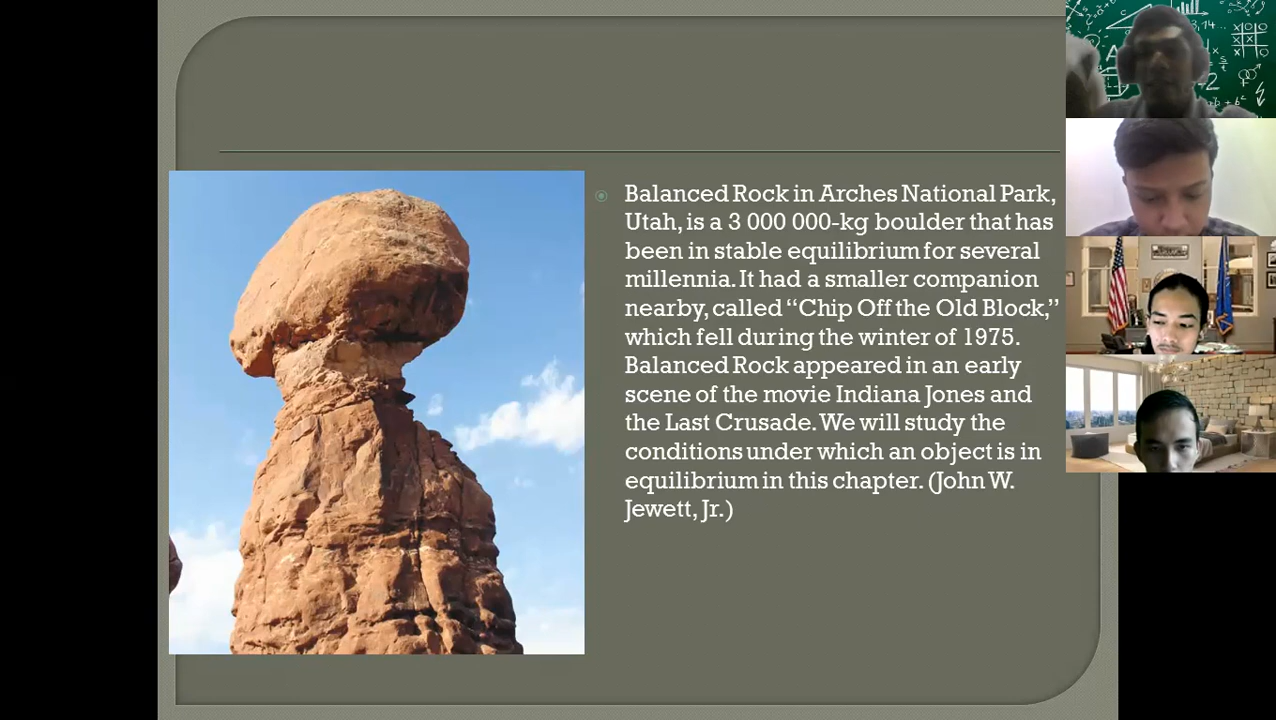 Balanced Rock in Arches National Park,
Utah, is a 3 000 000-kg boulder that has
been in stable equilibrium for several
millennia. It had a smaller companion
nearby, called “Chip Off the Old Block,”
which fell during the winter of 1975.
Balanced Rock appeared in an early
scene of the movie Indiana Jones and
the Last Crusade. We will study the
conditions under which an object is in
equilibrium in this chapter. (John W.
Jewett, Jr.)